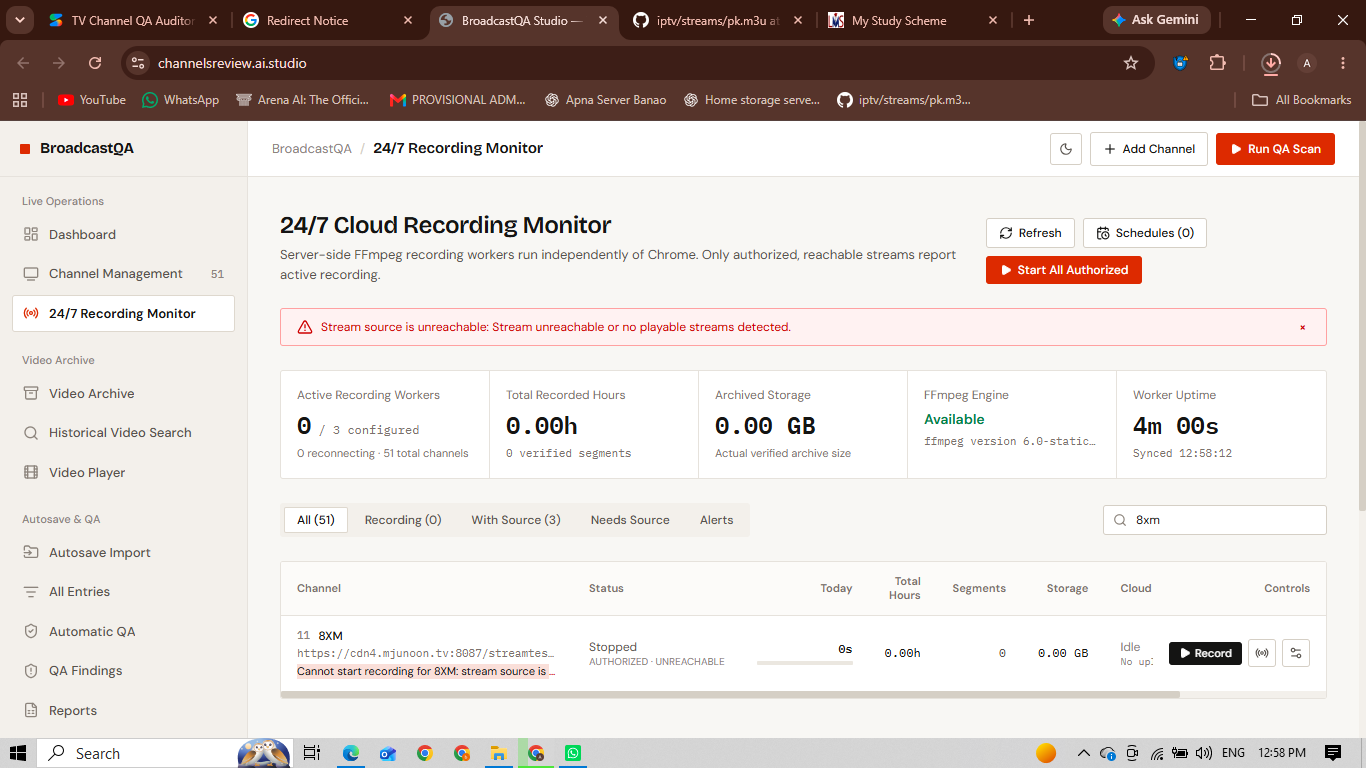 TV Channel QA Auditor
Redirect Notice
BroadcastQA Studio —
iptv/streams/pk.m3u at
My Study Scheme
Ask Gemini
channelsreview.ai.studio
A
YouTube
WhatsApp
Arena AI: The Offici...
PROVISIONAL ADM...
Apna Server Banao
Home storage serve...
iptv/streams/pk.m3...
All Bookmarks
BroadcastQA
BroadcastQA / 24/7 Recording Monitor
Add Channel
Run QA Scan
Live Operations
Dashboard
Channel Management 51
24/7 Recording Monitor
Video Archive
Video Archive
Historical Video Search
Video Player
Autosave & QA
Autosave Import
All Entries
Automatic QA
QA Findings
Reports
24/7 Cloud Recording Monitor
Server-side FFmpeg recording workers run independently of Chrome. Only authorized, reachable streams report
active recording.
Refresh
Schedules (0)
Start All Authorized
Stream source is unreachable: Stream unreachable or no playable streams detected.
×
Active Recording Workers
0 / 3 configured
0 reconnecting · 51 total channels
Total Recorded Hours
0.00h
0 verified segments
Archived Storage
0.00 GB
Actual verified archive size
FFmpeg Engine
Available
ffmpeg version 6.0-static…
Worker Uptime
4m 00s
Synced 12:58:12
All (51)
Recording (0)
With Source (3)
Needs Source
Alerts
8xm
Channel
Status
Today
Total
Hours
Segments
Storage
Cloud
Controls
11 8XM
https://cdn4.mjunoon.tv:8087/streamtes…
Cannot start recording for 8XM: stream source is …
Stopped
AUTHORIZED · UNREACHABLE
0s
0.00h
0
0.00 GB
Idle
No up
Record
Search
ENG
12:58 PM